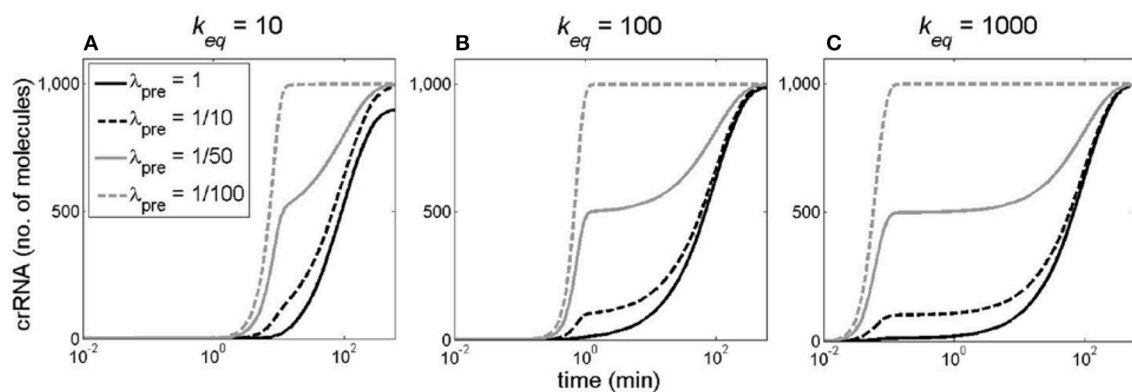 A
k_eq = 10
B
k_eq = 100
C
k_eq = 1000
λ_pre = 1
λ_pre = 1/10
λ_pre = 1/50
λ_pre = 1/100
crRNA (no. of molecules)
1,000
500
0
10^-2
10^0
10^2
1,000
500
0
10^-2
10^0
10^2
1,000
500
0
10^-2
10^0
10^2
time (min)